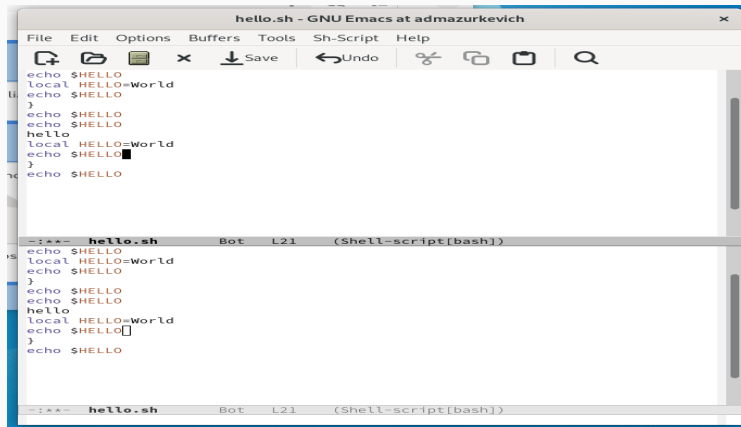 hello.sh - GNU Emacs at admazurkevich
File Edit Options Buffers Tools Sh-Script Help
Save Undo
echo $HELLO
local HELLO=World
echo $HELLO
}
echo $HELLO
echo $HELLO
hello
local HELLO=World
echo $HELLO
}
echo $HELLO
-:**- hello.sh Bot L21 (Shell-script[bash])
echo $HELLO
local HELLO=World
echo $HELLO
}
echo $HELLO
echo $HELLO
hello
local HELLO=World
echo $HELLO
}
echo $HELLO
-:**- hello.sh Bot L21 (Shell-script[bash])